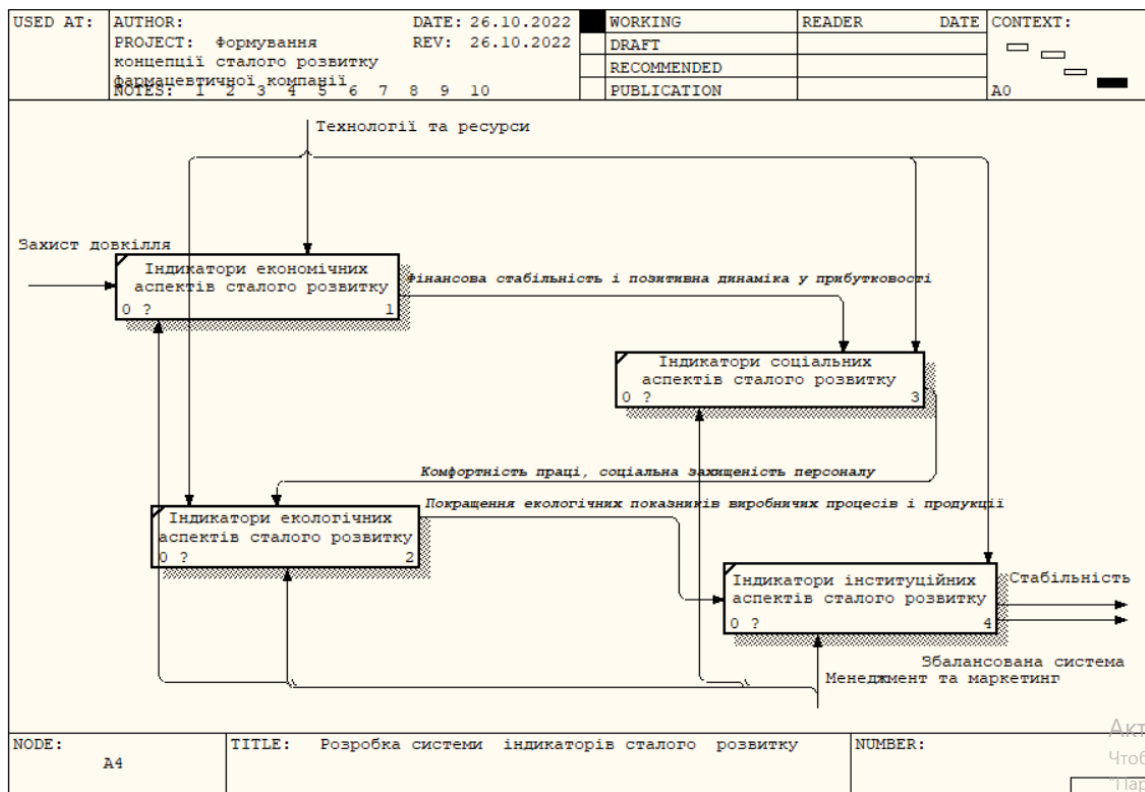 USED AT:
AUTHOR:
DATE: 26.10.2022
PROJECT: Формування
концепції сталого розвитку
фармацевтичної компанії
REV: 26.10.2022
NOTES: 1 2 3 4 5 6 7 8 9 10
WORKING
DRAFT
RECOMMENDED
PUBLICATION
READER DATE
CONTEXT:
A0
Технології та ресурси
Захист довкілля
Індикатори економічних
аспектів сталого розвитку
0 ? 1
Фінансова стабільність і позитивна динаміка у прибутковості
Індикатори соціальних
аспектів сталого розвитку
0 ? 3
Комфортність праці, соціальна захищеність персоналу
Покращення екологічних показників виробничих процесів і продукції
Індикатори екологічних
аспектів сталого розвитку
0 ? 2
Індикатори інституційних
аспектів сталого розвитку
0 ? 4
Стабільність
Збалансована система
Менеджмент та маркетинг
NODE:
A4
TITLE: Розробка системи індикаторів сталого розвитку
NUMBER: